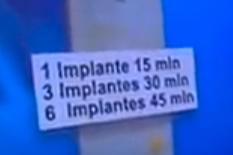 1 Implante 15 min
3 Implantes 30 min
6 Implantes 45 min